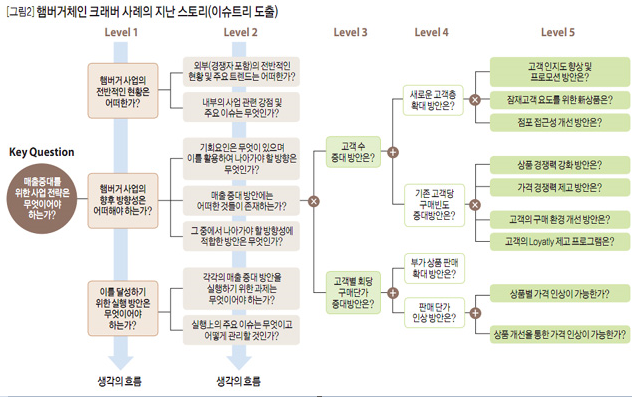 [그림2] 햄버거체인 크래버 사례의 지난 스토리(이슈트리 도출)
Level 1
Level 2
Level 3
Level 4
Level 5
Key Question
매출증대를
위한 사업 전략은
무엇이어야
하는가?
햄버거 사업의
전반적인 현황은
어떠한가?
햄버거 사업의
향후 방향성은
어떠해야 하는가?
이를 달성하기
위한 실행 방안은
무엇이어야
하는가?
생각의 흐름
외부(경쟁자 포함)의 전반적인
현황 및 주요 트렌드는 어떠한가?
내부의 사업 관련 강점 및
주요 이슈는 무엇인가?
기회요인은 무엇이 있으며
이를 활용하여 나아가야 할 방향은
무엇인가?
매출 증대 방안에는
어떠한 것들이 존재하는가?
그 중에서 나아가야 할 방향성에
적합한 방안은 무엇인가?
각각의 매출 증대 방안을
실행하기 위한 과제는
무엇이어야 하는가?
실행상의 주요 이슈는 무엇이고
어떻게 관리할 것인가?
생각의 흐름
×
고객 수
증대 방안은?
고객별 회당
구매단가
증대방안은?
+
+
새로운 고객층
확대 방안은?
기존 고객당
구매빈도
증대방안은?
부가 상품 판매
확대 방안은?
판매 단가
인상 방안은?
×
×
+
고객 인지도 향상 및
프로모션 방안은?
잠재고객 요도를 위한 新상품은?
점포 접근성 개선 방안은?
상품 경쟁력 강화 방안은?
가격 경쟁력 제고 방안은?
고객의 구매 환경 개선 방안은?
고객의 Loyatly 제고 프로그램은?
상품별 가격 인상이 가능한가?
상품 개선을 통한 가격 인상이 가능한가?